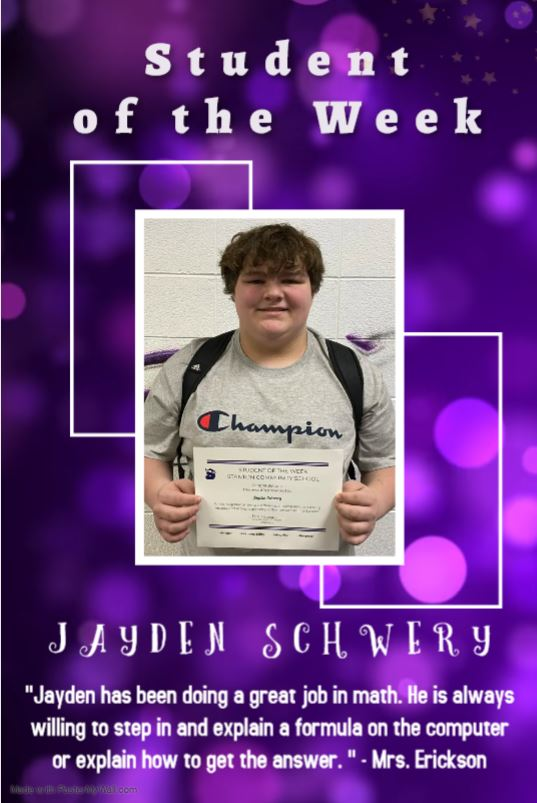 Student
of the Week
Champion
STUDENT OF THE WEEK
STANTON COMMUNITY SCHOOL
Jayden Schwery
JAYDEN SCHWERY
"Jayden has been doing a great job in math. He is always
willing to step in and explain a formula on the computer
or explain how to get the answer. " - Mrs. Erickson
Made with PosterMyWall.com